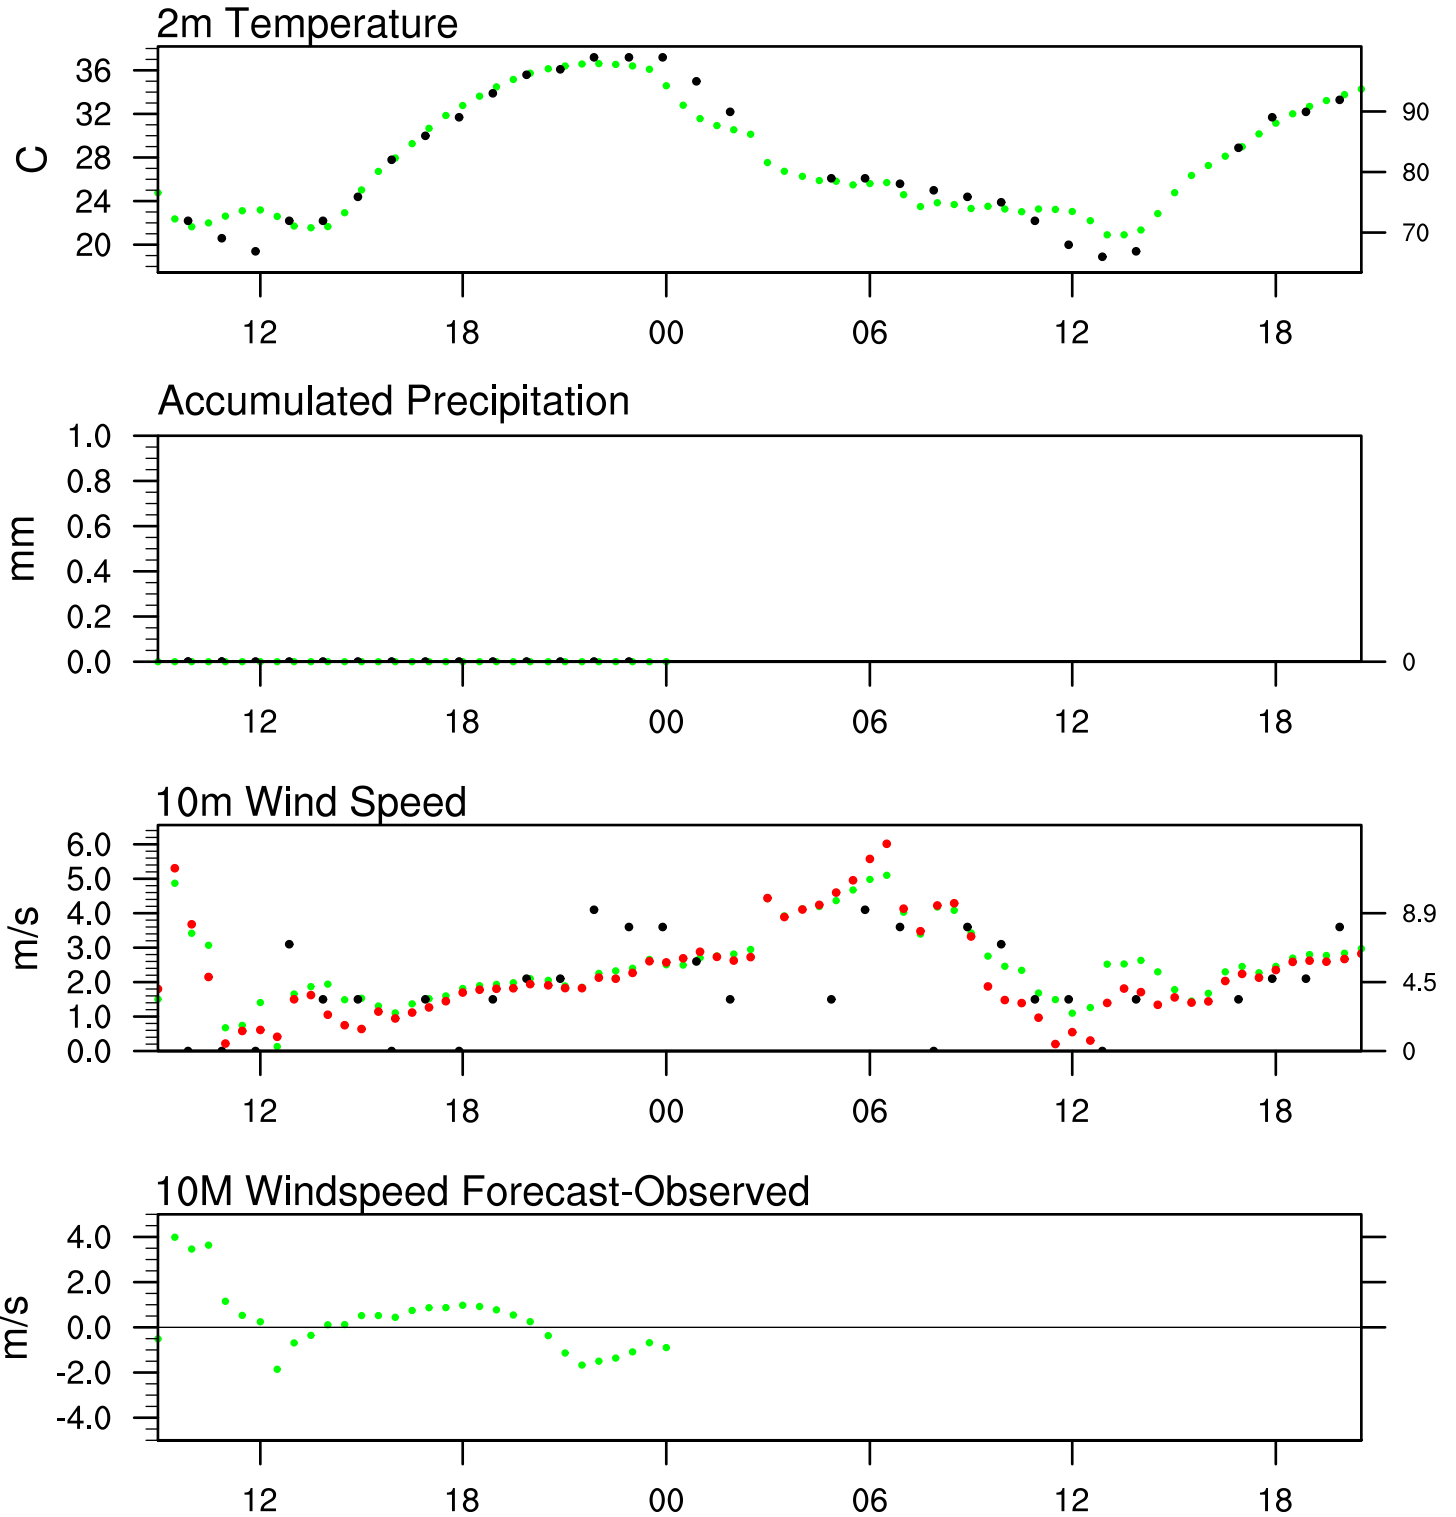 2m Temperature
36
32
28
24
20
C
90
80
70
12 18 00 06 12 18
Accumulated Precipitation
1.0
0.8
0.6
0.4
0.2
0.0
mm
0
12 18 00 06 12 18
10m Wind Speed
6.0
5.0
4.0
3.0
2.0
1.0
0.0
m/s
8.9
4.5
0
12 18 00 06 12 18
10M Windspeed Forecast-Observed
4.0
2.0
0.0
-2.0
-4.0
m/s
12 18 00 06 12 18